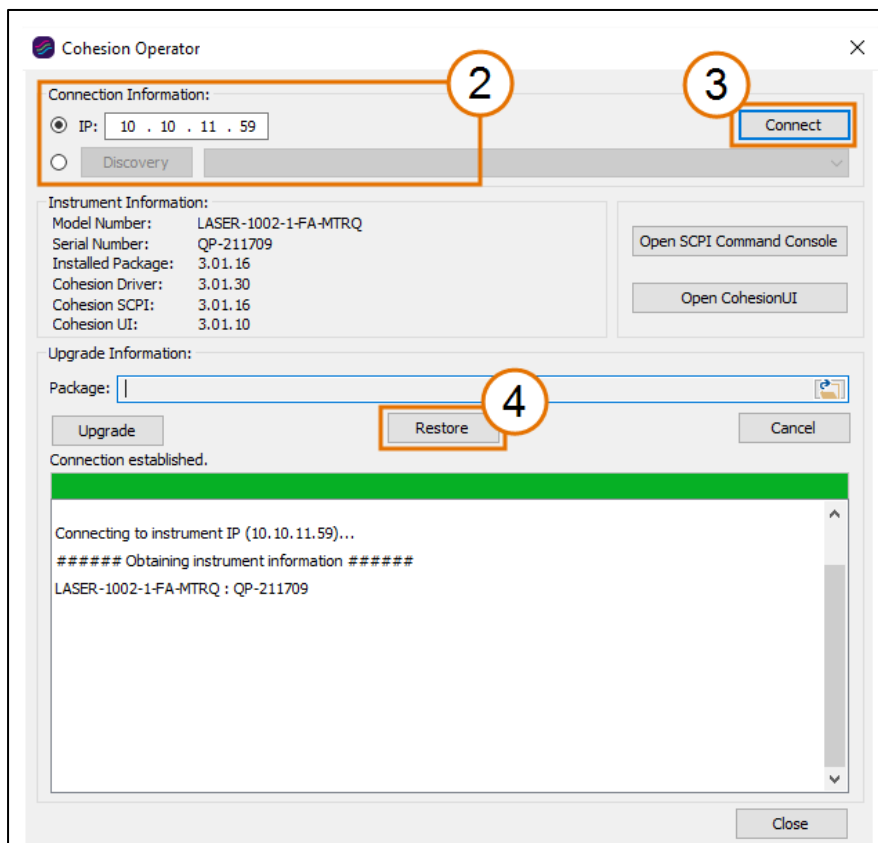 Cohesion Operator
2
3
Connection Information:
IP: 10 . 10 . 11 . 59
Connect
Discovery
Instrument Information:
Model Number: LASER-1002-1-FA-MTRQ
Serial Number: QP-211709
Installed Package: 3.01.16
Cohesion Driver: 3.01.30
Cohesion SCPI: 3.01.16
Cohesion UI: 3.01.10
Open SCPI Command Console
Open CohesionUI
Upgrade Information:
Package:
4
Upgrade
Restore
Cancel
Connection established.
Connecting to instrument IP (10.10.11.59)...
###### Obtaining instrument information ######
LASER-1002-1-FA-MTRQ : QP-211709
Close